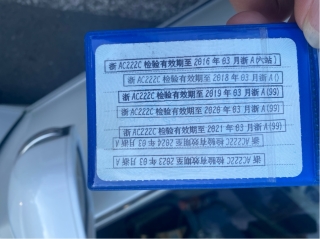 浙 AC222C 检验有效期至 2016 年 03 月浙 A(六站)
浙 AC222C 检验有效期至 2018 年 03 月浙 A()
浙 AC222C 检验有效期至 2019 年 03 月浙 A(99)
浙 AC222C 检验有效期至 2020 年 03 月浙 A(99)
浙 AC222C 检验有效期至 2021 年 03 月浙 A(99)
浙 AC222C 检验有效期至 2024 年 03 月浙 A
浙 AC222C 检验有效期至 2023 年 03 月浙 A